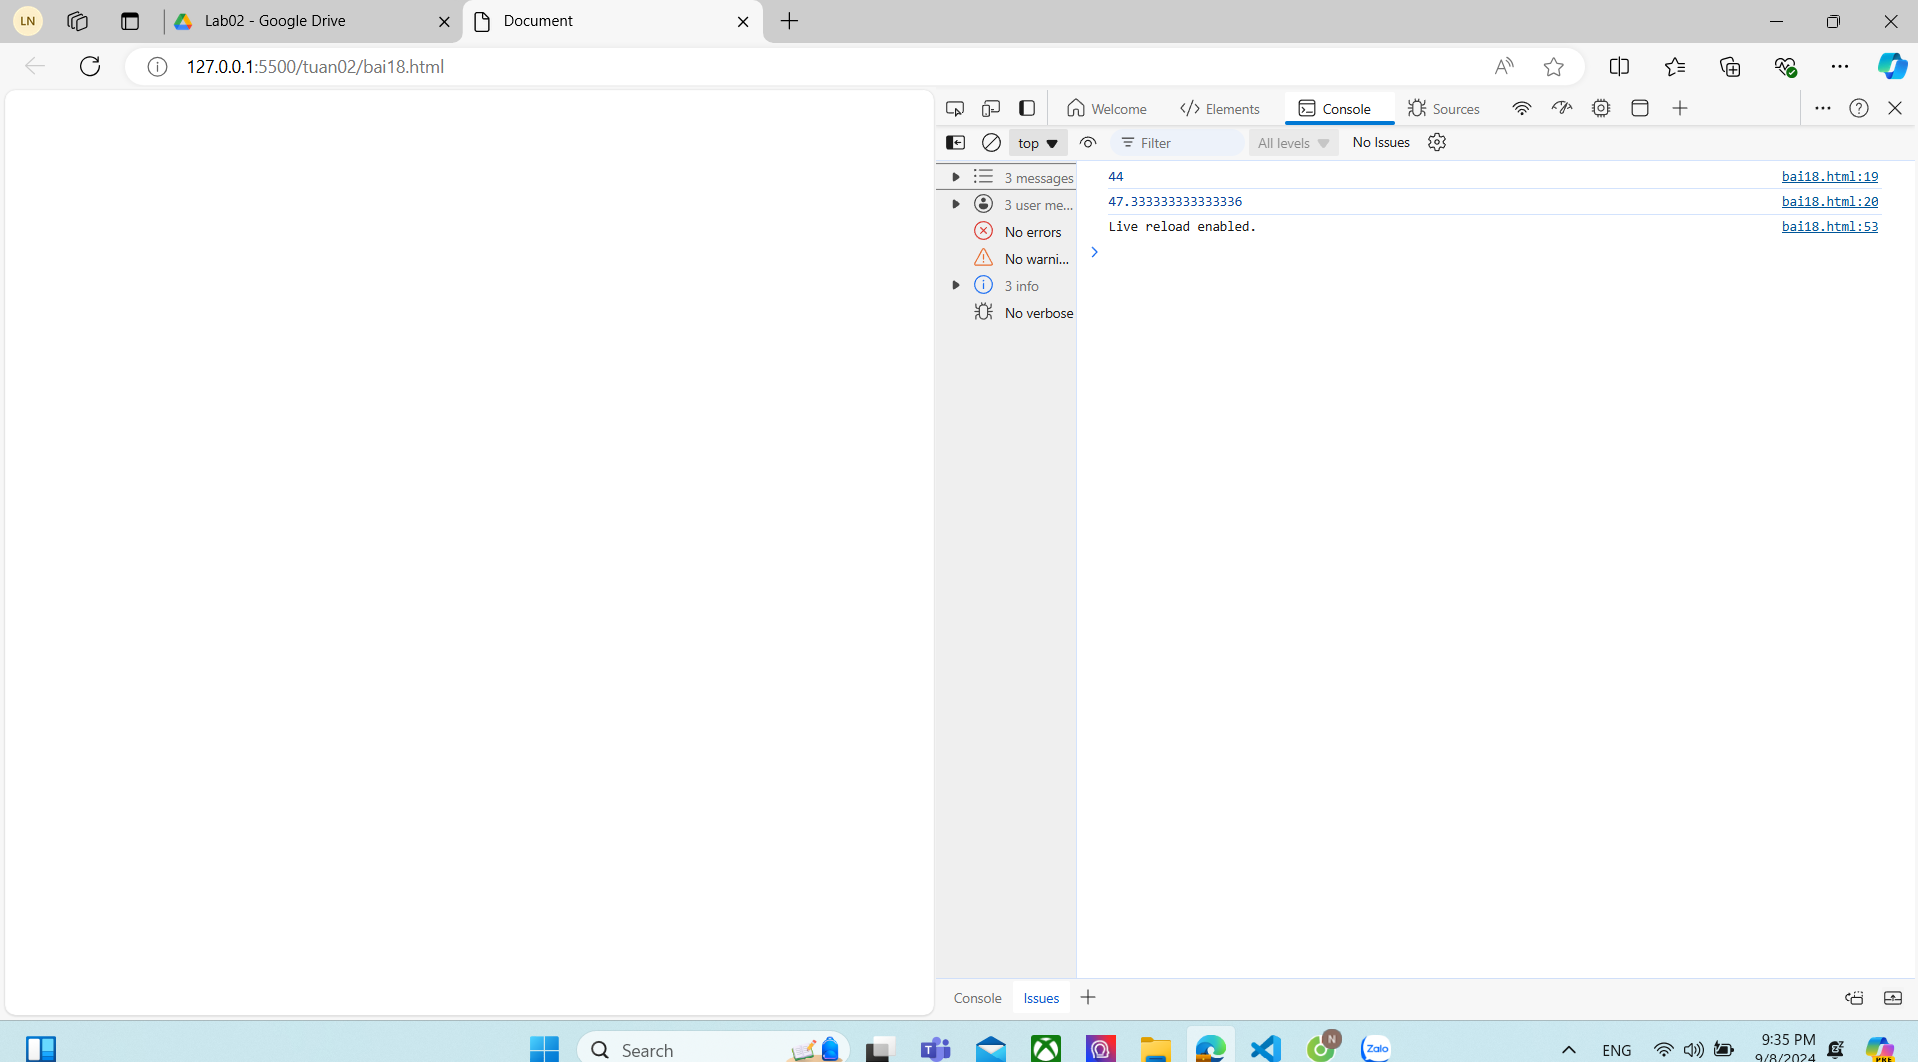 LN
Lab02 - Google Drive
Document
127.0.0.1:5500/tuan02/bai18.html
Welcome
Elements
Console
Sources
top
Filter
All levels
No Issues
3 messages
3 user me...
No errors
No warni...
3 info
No verbose
44 bai18.html:19
47.333333333333336 bai18.html:20
Live reload enabled. bai18.html:53
Console
Issues
Search
N
Zalo
ENG
9:35 PM
9/8/2024
PRE